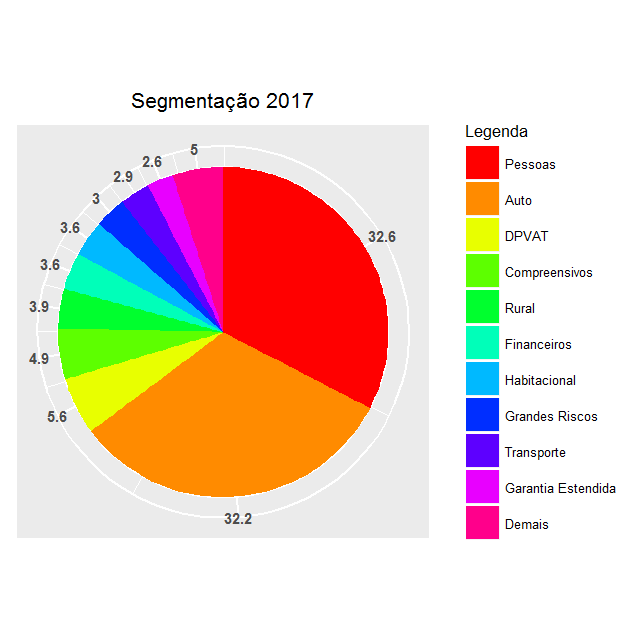 Segmentação 2017
5
2.6
2.9
3
3.6
3.6
3.9
4.9
5.6
32.2
32.6
Legenda
Pessoas
Auto
DPVAT
Compreensivos
Rural
Financeiros
Habitacional
Grandes Riscos
Transporte
Garantia Estendida
Demais